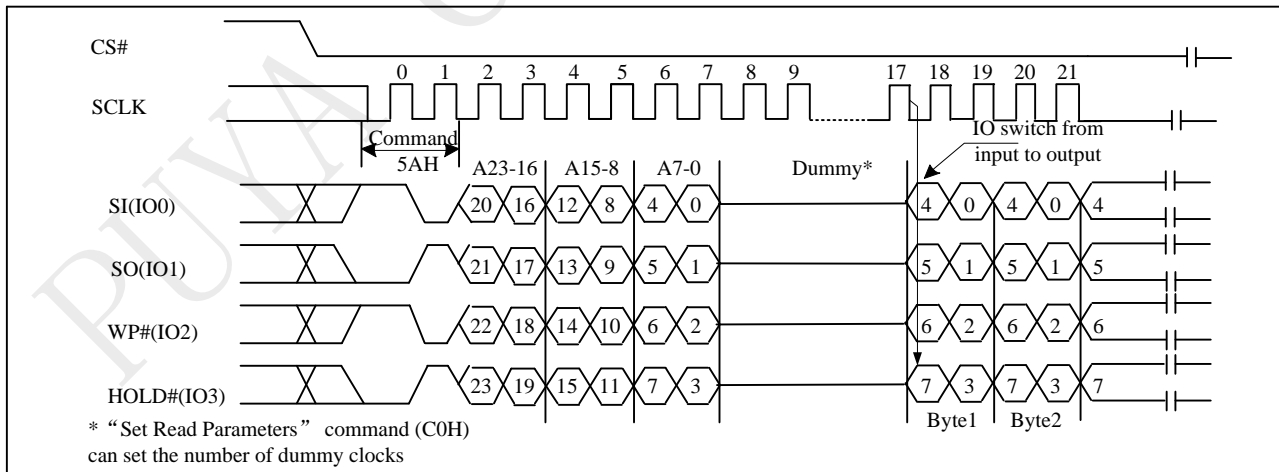 CS#
0 1 2 3 4 5 6 7 8 9 17 18 19 20 21
SCLK
Command
5AH
IO switch from
input to output
A23-16 A15-8 A7-0 Dummy*
SI(IO0) 20 16 12 8 4 0 4 0 4 0 4
SO(IO1) 21 17 13 9 5 1 5 1 5 1 5
WP#(IO2) 22 18 14 10 6 2 6 2 6 2 6
HOLD#(IO3) 23 19 15 11 7 3 7 3 7 3 7
Byte1 Byte2
* “Set Read Parameters” command (C0H)
can set the number of dummy clocks
PUYA